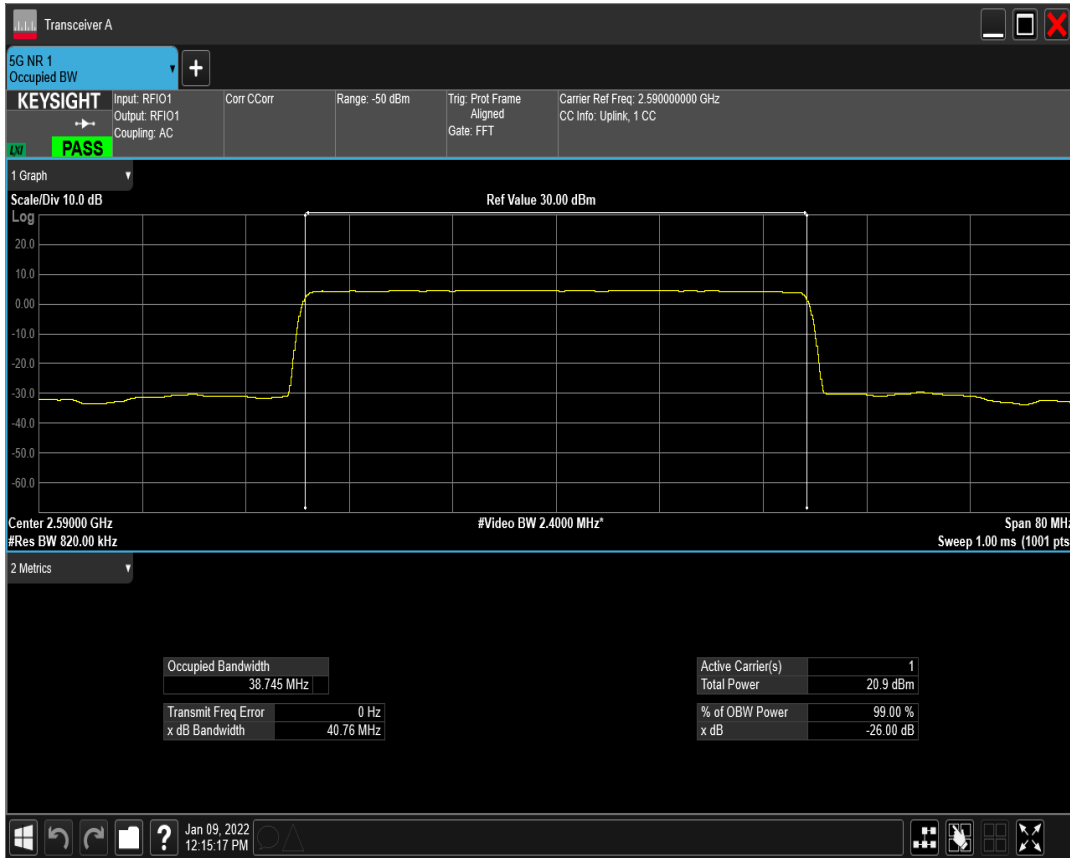 Transceiver A
5G NR 1
Occupied BW
+
KEYSIGHT
Input: RFIO1
Output: RFIO1
Coupling: AC
Corr CCorr
Range: -50 dBm
Trig: Prot Frame
Aligned
Gate: FFT
Carrier Ref Freq: 2.590000000 GHz
CC Info: Uplink, 1 CC
LXI
PASS
1 Graph
Scale/Div 10.0 dB
Ref Value 30.00 dBm
Log
20.0
10.0
0.00
-10.0
-20.0
-30.0
-40.0
-50.0
-60.0
Center 2.59000 GHz
#Video BW 2.4000 MHz*
Span 80 MHz
#Res BW 820.00 kHz
Sweep 1.00 ms (1001 pts
2 Metrics
Occupied Bandwidth
38.745 MHz
Transmit Freq Error 0 Hz
x dB Bandwidth 40.76 MHz
Active Carrier(s) 1
Total Power 20.9 dBm
% of OBW Power 99.00 %
x dB -26.00 dB
?
Jan 09, 2022
12:15:17 PM